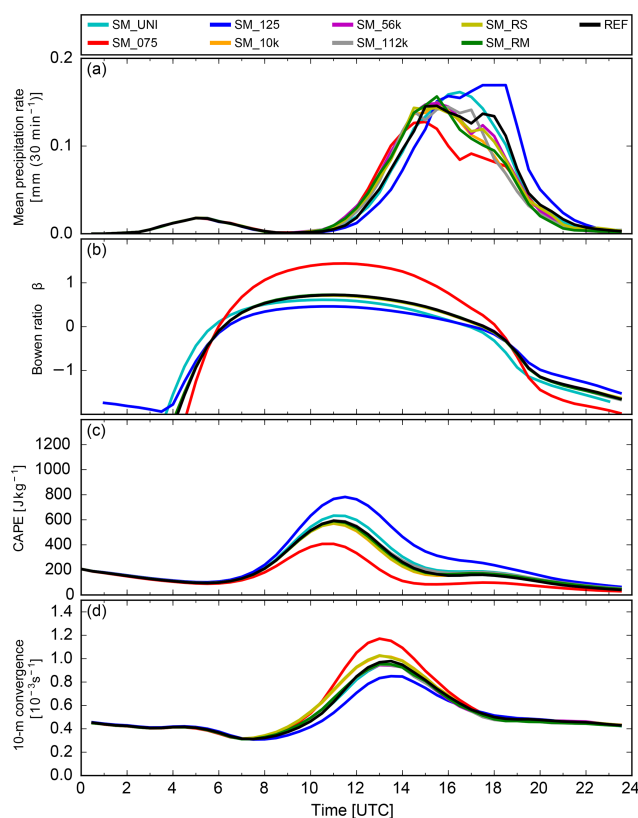 SM_UNI SM_125 SM_56k SM_RS REF
SM_075 SM_10k SM_112k SM_RM
(a)
Mean precipitation rate
[mm (30 min⁻¹)]
0.2
0.1
0.0
(b)
Bowen ratio β
1
0
−1
(c)
CAPE [Jkg⁻¹]
1200
1000
800
600
400
200
0
(d)
10-m convergence
[10⁻³s⁻¹]
1.4
1.2
1.0
0.8
0.6
0.4
0.2
0.0
0 2 4 6 8 10 12 14 16 18 20 22 24
Time [UTC]